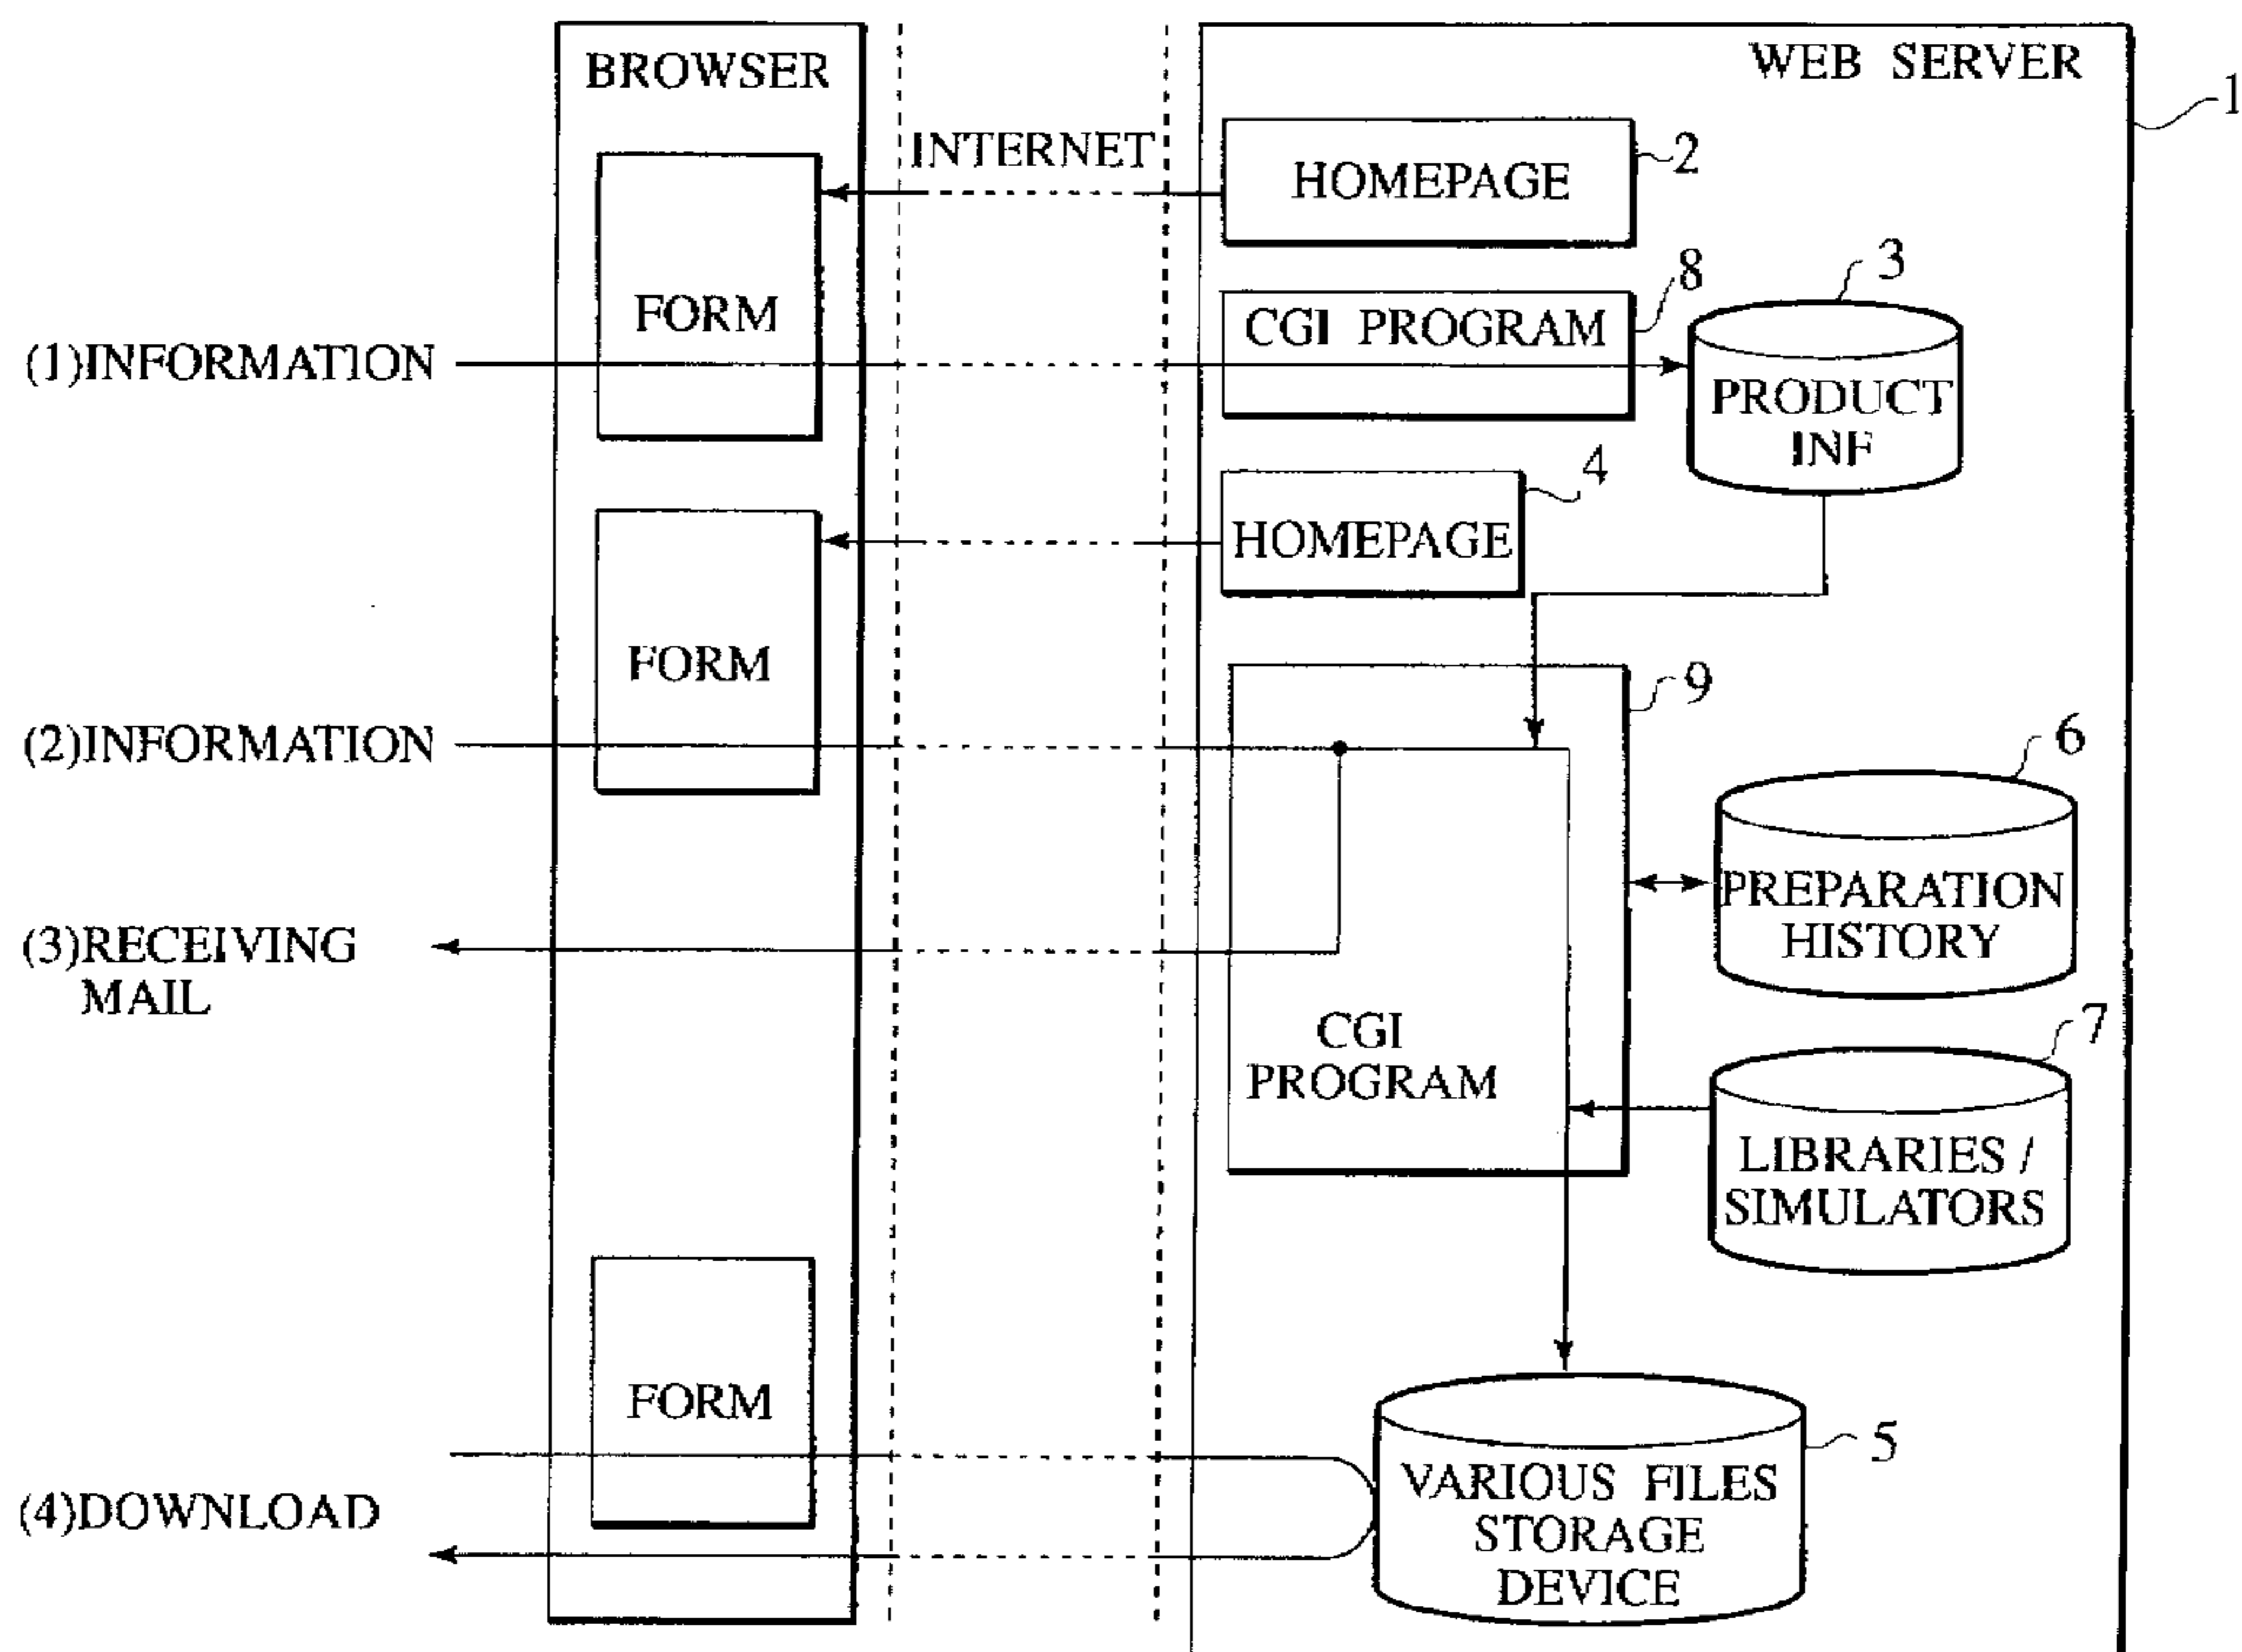 BROWSER
WEB SERVER
1
INTERNET
HOMEPAGE
2
FORM
CGI PROGRAM
8
3
(1)INFORMATION
PRODUCT
INF
HOMEPAGE
4
FORM
9
(2)INFORMATION
6
PREPARATION
HISTORY
(3)RECEIVING
MAIL
CGI
PROGRAM
7
LIBRARIES /
SIMULATORS
FORM
5
VARIOUS FILES
STORAGE
DEVICE
(4)DOWNLOAD